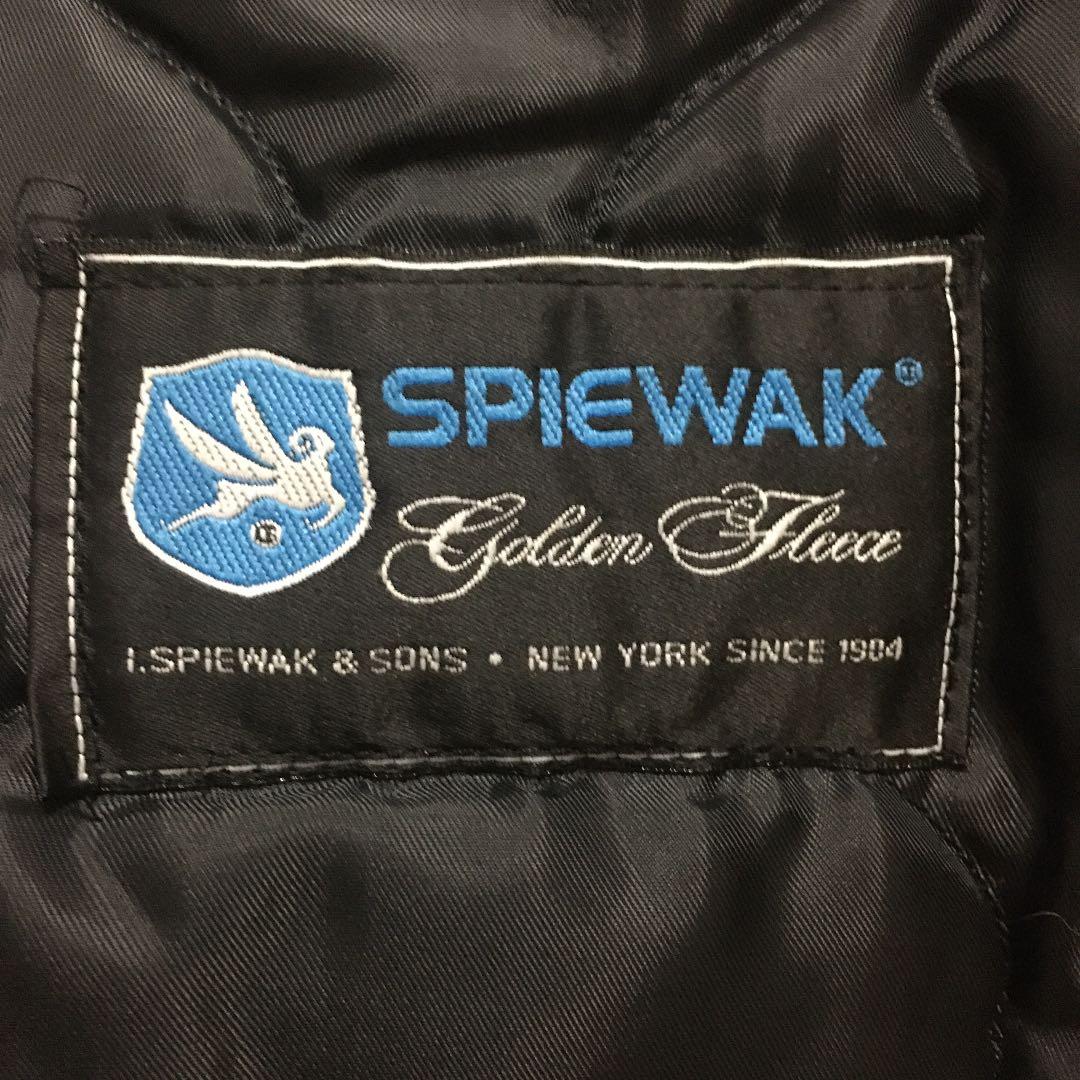 SPIEWAK®
Golden Fleece
I.SPIEWAK & SONS • NEW YORK SINCE 1904